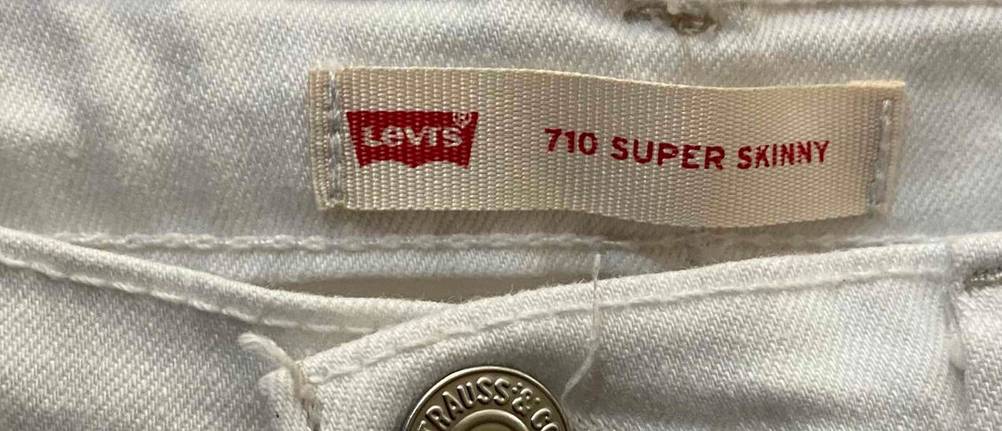 Levi's®
710 SUPER SKINNY
TRAUSS & CO